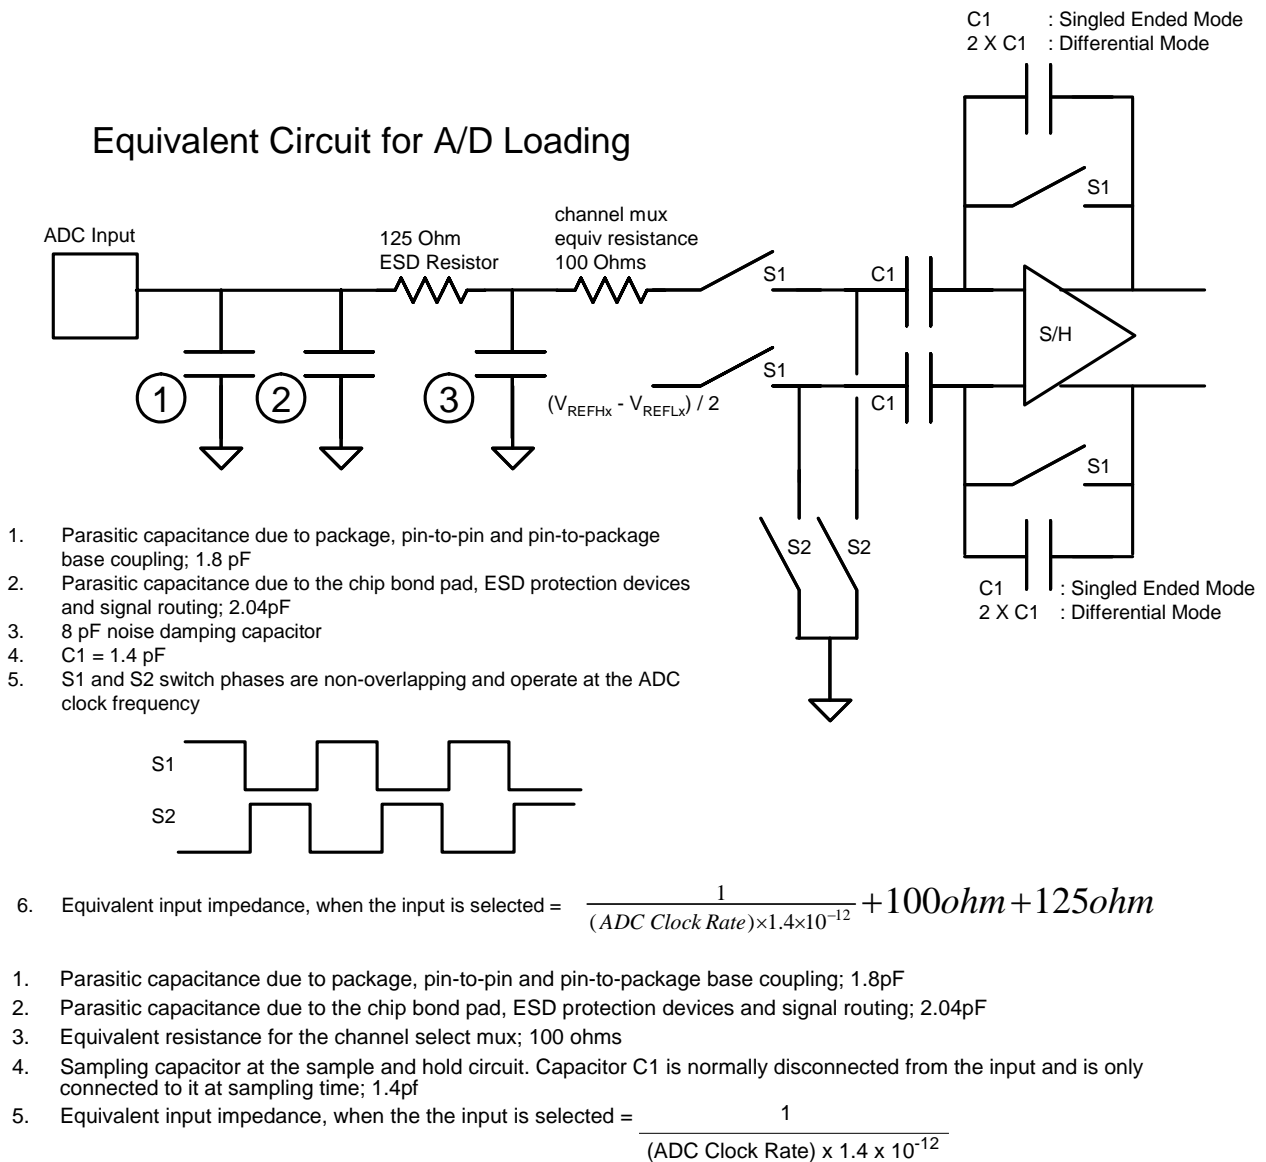 C1 : Singled Ended Mode
2 X C1 : Differential Mode
Equivalent Circuit for A/D Loading
S1
ADC Input
125 Ohm
ESD Resistor
channel mux
equiv resistance
100 Ohms
S1
C1
S/H
1
2
3
S1
(V_REFHx - V_REFLx) / 2
C1
S1
S2
S2
C1 : Singled Ended Mode
2 X C1 : Differential Mode
1. Parasitic capacitance due to package, pin-to-pin and pin-to-package
base coupling; 1.8 pF
2. Parasitic capacitance due to the chip bond pad, ESD protection devices
and signal routing; 2.04pF
3. 8 pF noise damping capacitor
4. C1 = 1.4 pF
5. S1 and S2 switch phases are non-overlapping and operate at the ADC
clock frequency
S1
S2
6. Equivalent input impedance, when the input is selected = 1 / (ADC Clock Rate)×1.4×10^-12 +100ohm+125ohm
1. Parasitic capacitance due to package, pin-to-pin and pin-to-package base coupling; 1.8pF
2. Parasitic capacitance due to the chip bond pad, ESD protection devices and signal routing; 2.04pF
3. Equivalent resistance for the channel select mux; 100 ohms
4. Sampling capacitor at the sample and hold circuit. Capacitor C1 is normally disconnected from the input and is only
connected to it at sampling time; 1.4pf
5. Equivalent input impedance, when the the input is selected = 1
(ADC Clock Rate) x 1.4 x 10^-12